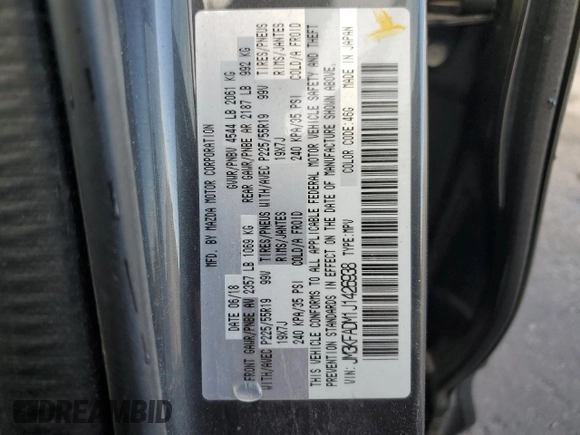 MFD. BY MAZDA MOTOR CORPORATION
DATE 06/18 GVWR/PNBV 4544 LB 2061 KG
FRONT GAWR/PNBE AV 2357 LB 1069 KG REAR GAWR/PNBE AR 2187 LB 992 KG
WITH/AVEC P225/55R19 99V TIRES/PNEUS WITH/AVEC P225/55R19 99V TIRES/PNEUS
19X7J RIMS/JANTES 19X7J RIMS/JANTES
240 KPA/35 PSI COLD/A FROID 240 KPA/35 PSI COLD/A FROID
THIS VEHICLE CONFORMS TO ALL APPLICABLE FEDERAL MOTOR VEHICLE SAFETY AND THEFT
PREVENTION STANDARDS IN EFFECT ON THE DATE OF MANUFACTURE SHOWN ABOVE.
VIN: JM3KFADM1J1426938 TYPE:MPV COLOR CODE:46G MADE IN JAPAN
DREAMBID